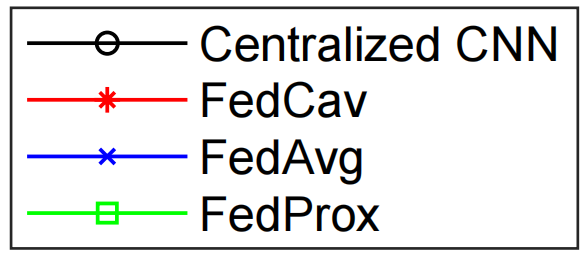 Centralized CNN
FedCav
FedAvg
FedProx